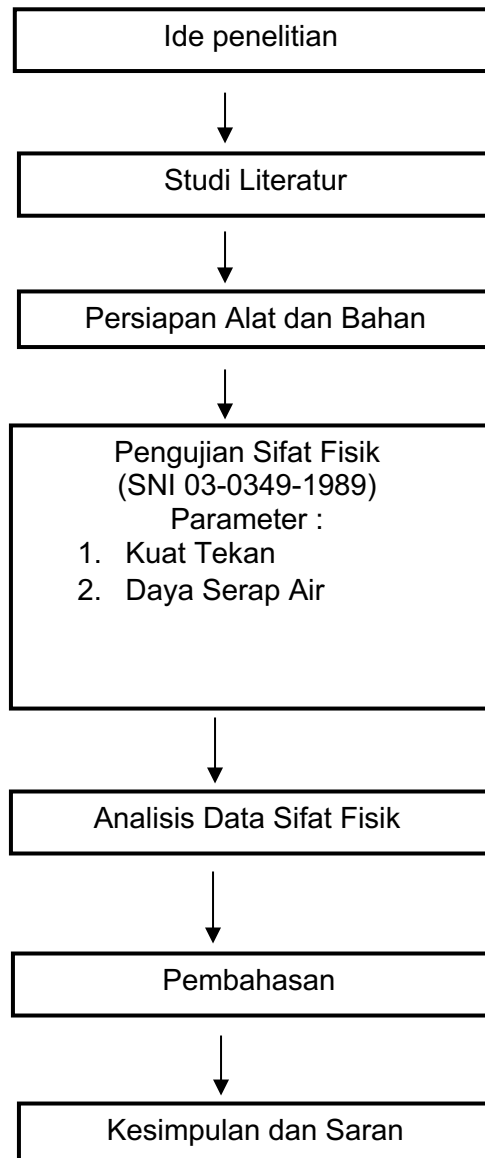 Ide penelitian
Studi Literatur
Persiapan Alat dan Bahan
Pengujian Sifat Fisik
(SNI 03-0349-1989)
Parameter :
1. Kuat Tekan
2. Daya Serap Air
Analisis Data Sifat Fisik
Pembahasan
Kesimpulan dan Saran